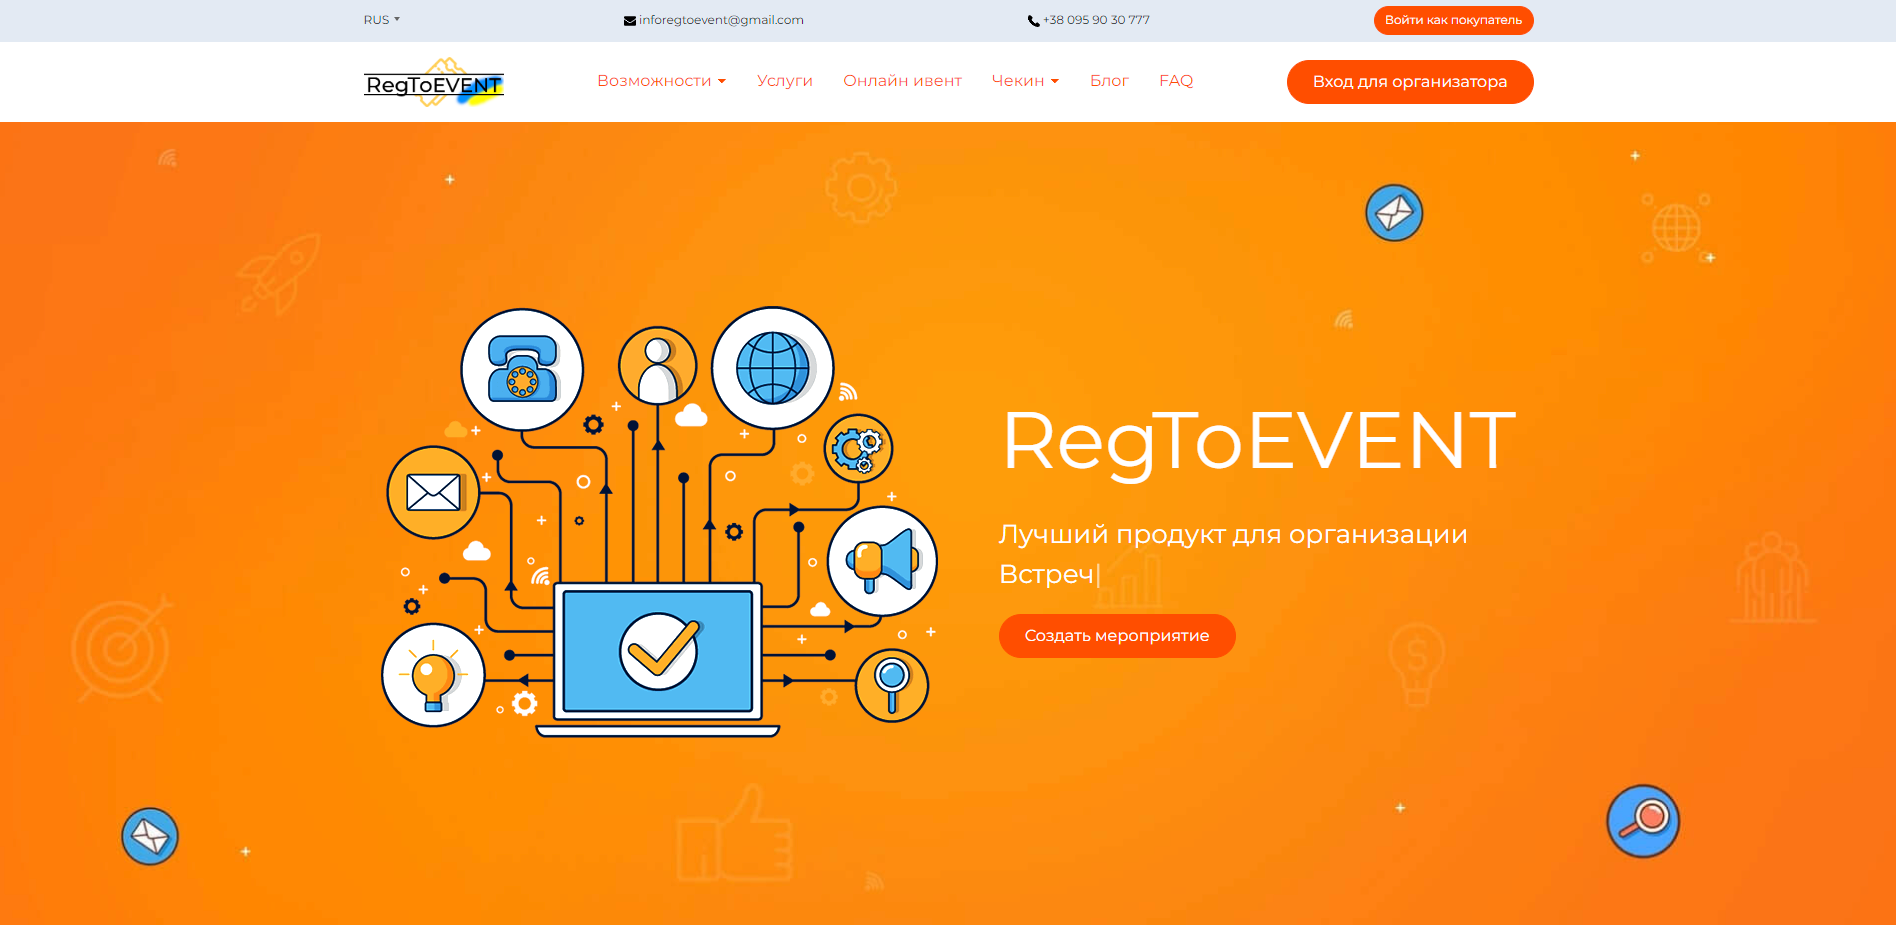 RUS
inforegtoevent@gmail.com
+38 095 90 30 777
Войти как покупатель
RegToEVENT
Возможности
Услуги
Онлайн ивент
Чекин
Блог
FAQ
Вход для организатора
RegToEVENT
Лучший продукт для организации
Встреч|
Создать мероприятие